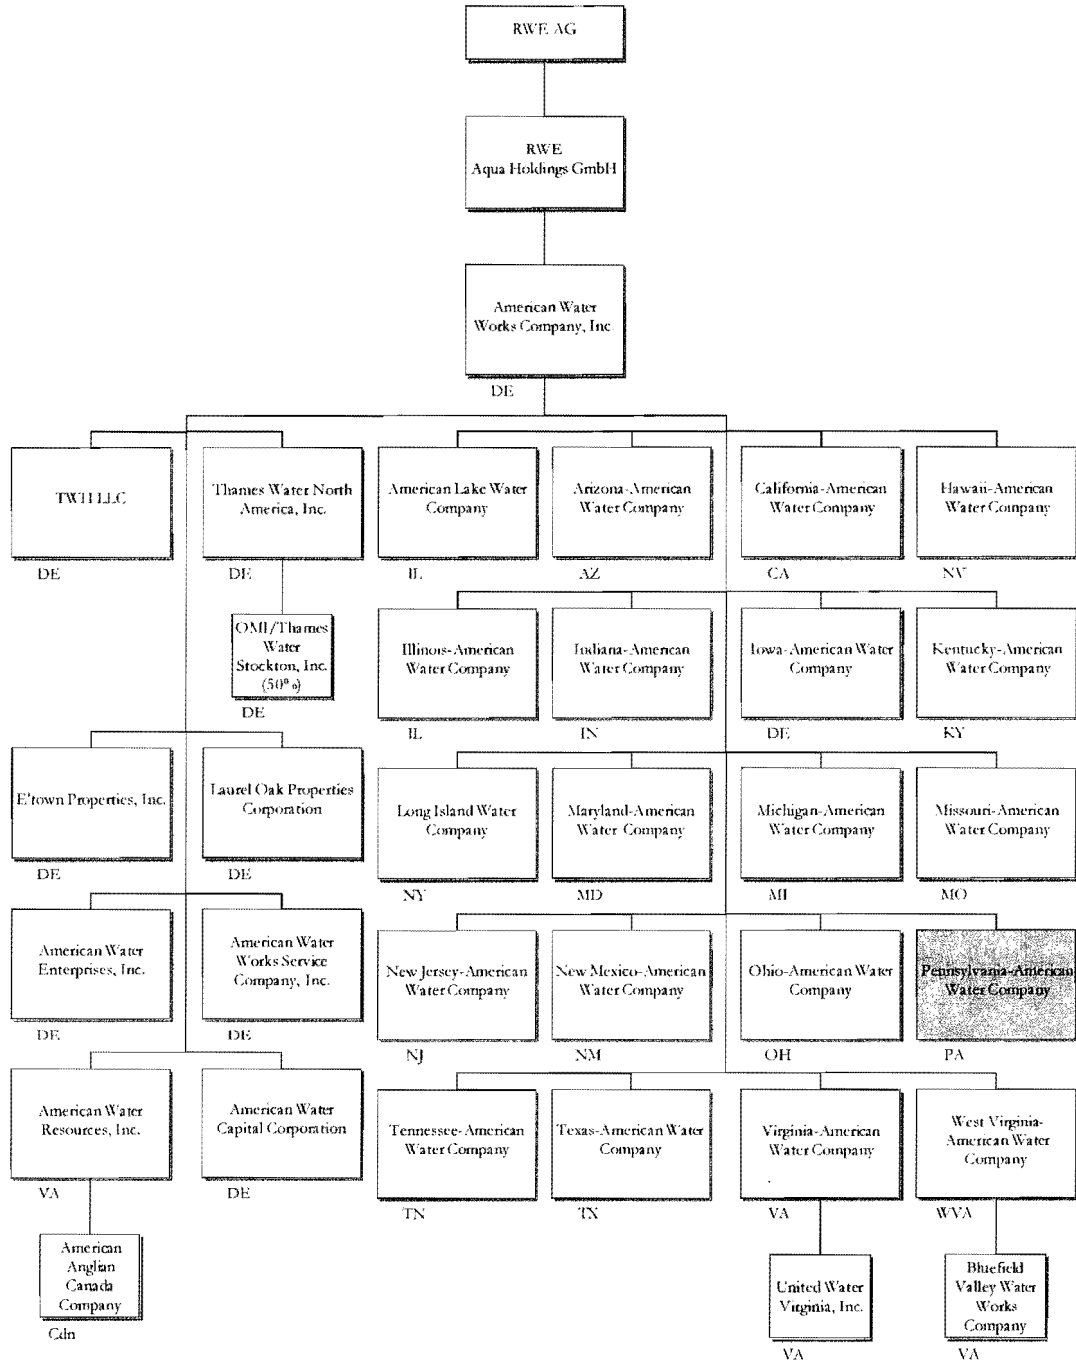 RWE AG
RWE
Aqua Holdings GmbH
American Water
Works Company, Inc.
DE
TWH LLC
DE
Thames Water North
America, Inc.
DE
American Lake Water
Company
IL
Arizona-American
Water Company
AZ
California-American
Water Company
CA
Hawaii-American
Water Company
NV
OMI/Thames
Water
Stockton, Inc.
(50%)
DE
Illinois-American
Water Company
IL
Indiana-American
Water Company
IN
Iowa-American Water
Company
DE
Kentucky-American
Water Company
KY
E'town Properties, Inc.
DE
Laurel Oak Properties
Corporation
DE
Long Island Water
Company
NY
Maryland-American
Water Company
MD
Michigan-American
Water Company
MI
Missouri-American
Water Company
MO
American Water
Enterprises, Inc.
DE
American Water
Works Service
Company, Inc.
DE
New Jersey-American
Water Company
NJ
New Mexico-American
Water Company
NM
Ohio-American Water
Company
OH
Pennsylvania-American
Water Company
PA
American Water
Resources, Inc.
VA
American Water
Capital Corporation
DE
Tennessee-American
Water Company
TN
Texas-American Water
Company
TX
Virginia-American
Water Company
VA
West Virginia-
American Water
Company
WVA
American
Anglian
Canada
Company
Cdn
United Water
Virginia, Inc.
VA
Bluefield
Valley Water
Works
Company
VA